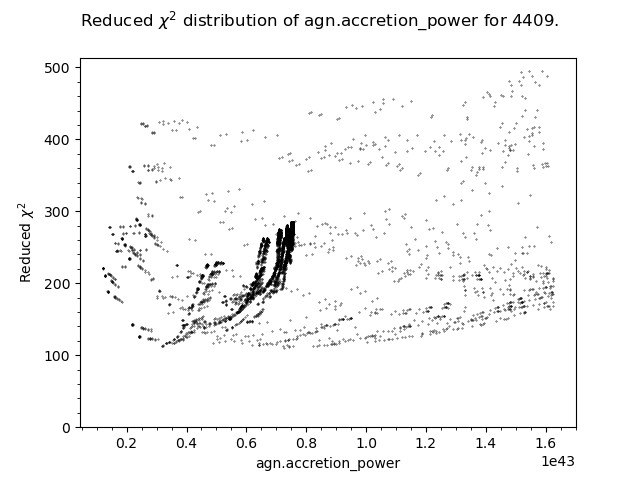 Reduced χ² distribution of agn.accretion_power for 4409.
Reduced χ²
500
400
300
200
100
0
0.2 0.4 0.6 0.8 1.0 1.2 1.4 1.6
1e43
agn.accretion_power